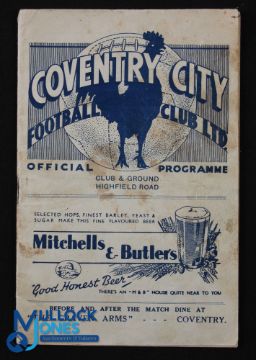 COVENTRY CITY
FOOTBALL CLUB LTD.
OFFICIAL PROGRAMME
CLUB & GROUND
HIGHFIELD ROAD
SELECTED HOPS, FINEST BARLEY, YEAST &
SUGAR MAKE THIS FINE FLAVOURED BEER
Mitchells & Butlers
Good Honest Beer
THERE'S AN "M & B" HOUSE QUITE NEAR TO YOU
BEFORE AND AFTER THE MATCH DINE AT
ARMS" - - - COVENTRY.
MULLOCK
JONES